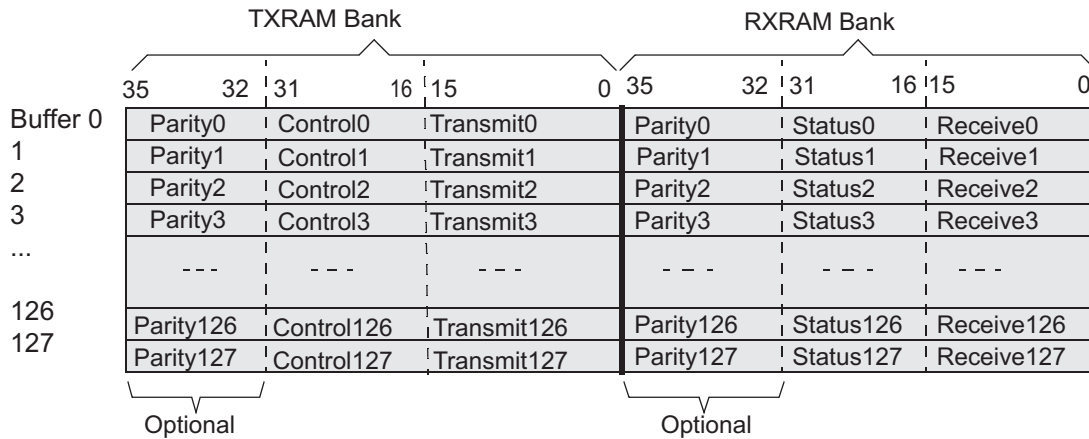 TXRAM Bank RXRAM Bank
35 32 31 16 15 0 35 32 31 16 15 0
Buffer 0 Parity0 Control0 Transmit0 Parity0 Status0 Receive0
1 Parity1 Control1 Transmit1 Parity1 Status1 Receive1
2 Parity2 Control2 Transmit2 Parity2 Status2 Receive2
3 Parity3 Control3 Transmit3 Parity3 Status3 Receive3
... - - - - - - - - - - - - - - - - - -
126 Parity126 Control126 Transmit126 Parity126 Status126 Receive126
127 Parity127 Control127 Transmit127 Parity127 Status127 Receive127
Optional Optional